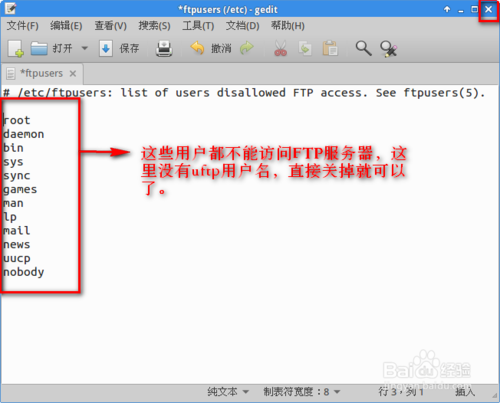 *ftpusers (/etc) - gedit
文件(F) 编辑(E) 查看(V) 搜索(S) 工具(T) 文档(D) 帮助(H)
打开 保存 撤消
*ftpusers
# /etc/ftpusers: list of users disallowed FTP access. See ftpusers(5).
root
daemon
bin
sys
sync
games
man
lp
mail
news
uucp
nobody
这些用户都不能访问FTP服务器，这
里没有uftp用户名，直接关掉就可以
了。
Baidu 经验
jingyan.baidu.com
纯文本 制表符宽度：8 行 3，列 1 插入